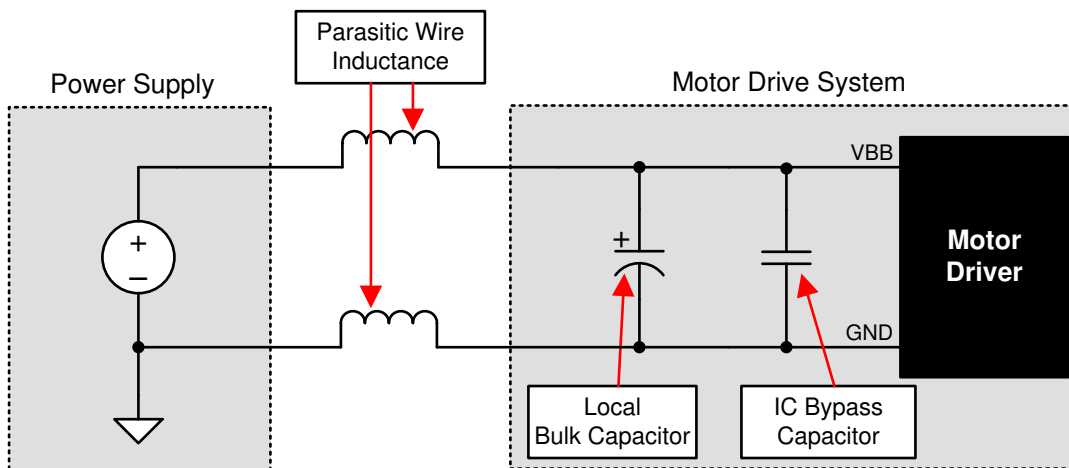 Parasitic Wire
Inductance
Power Supply
Motor Drive System
VBB
+
–
+
Motor
Driver
GND
Local
Bulk Capacitor
IC Bypass
Capacitor